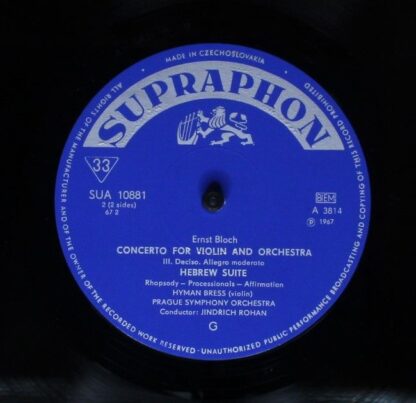 MADE IN CZECHOSLOVAKIA
ALL RIGHTS OF THE MANUFACTURER AND OF THE OWNER OF THE RECORDED WORK RESERVED · UNAUTHORIZED PUBLIC PERFORMANCE BROADCASTING AND COPYING OF THIS RECORD PROHIBITED
SUPRAPHON
33
SUA 10881
2 (2 sides)
67 2
BIEM
A 3814
Ⓟ 1967
Ernst Bloch
CONCERTO FOR VIOLIN AND ORCHESTRA
III. Deciso. Allegro moderato
HEBREW SUITE
Rhapsody – Processionals – Affirmation
HYMAN BRESS (violin)
PRAGUE SYMPHONY ORCHESTRA
Conductor: JINDRICH ROHAN
G